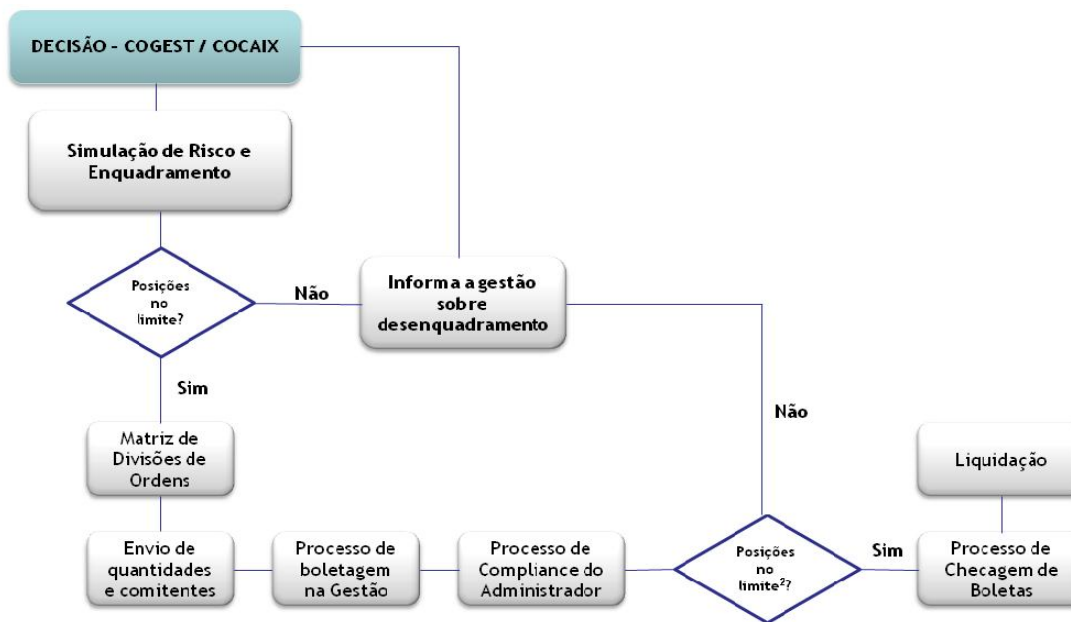 DECISÃO - COGEST / COCAIX
Simulação de Risco e
Enquadramento
Posições
no
limite?
Não
Informa a gestão
sobre
desenquadramento
Sim
Não
Matriz de
Divisões de
Ordens
Liquidação
Envio de
quantidades
e comitentes
Processo de
boletagem
na Gestão
Processo de
Compliance do
Administrador
Posições
no
limite²?
Sim
Processo de
Checagem de
Boletas